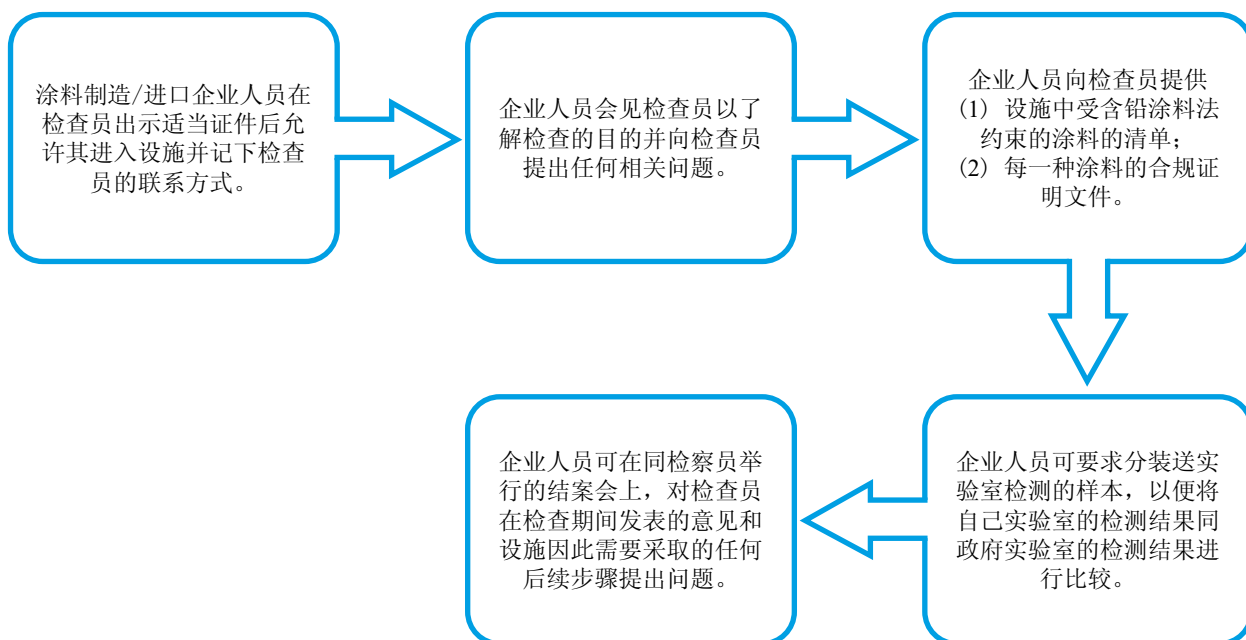 涂料制造/进口企业人员在
检查员出示适当证件后允
许其进入设施并记下检查
员的联系方式。
企业人员会见检查员以了
解检查的目的并向检查员
提出任何相关问题。
企业人员向检查员提供
(1) 设施中受含铅涂料法
约束的涂料的清单；
(2) 每一种涂料的合规证
明文件。
企业人员可要求分装送实
验室检测的样本，以便将
自己实验室的检测结果同
政府实验室的检测结果进
行比较。
企业人员可在同检察员举
行的结案会上，对检查员
在检查期间发表的意见和
设施因此需要采取的任何
后续步骤提出问题。